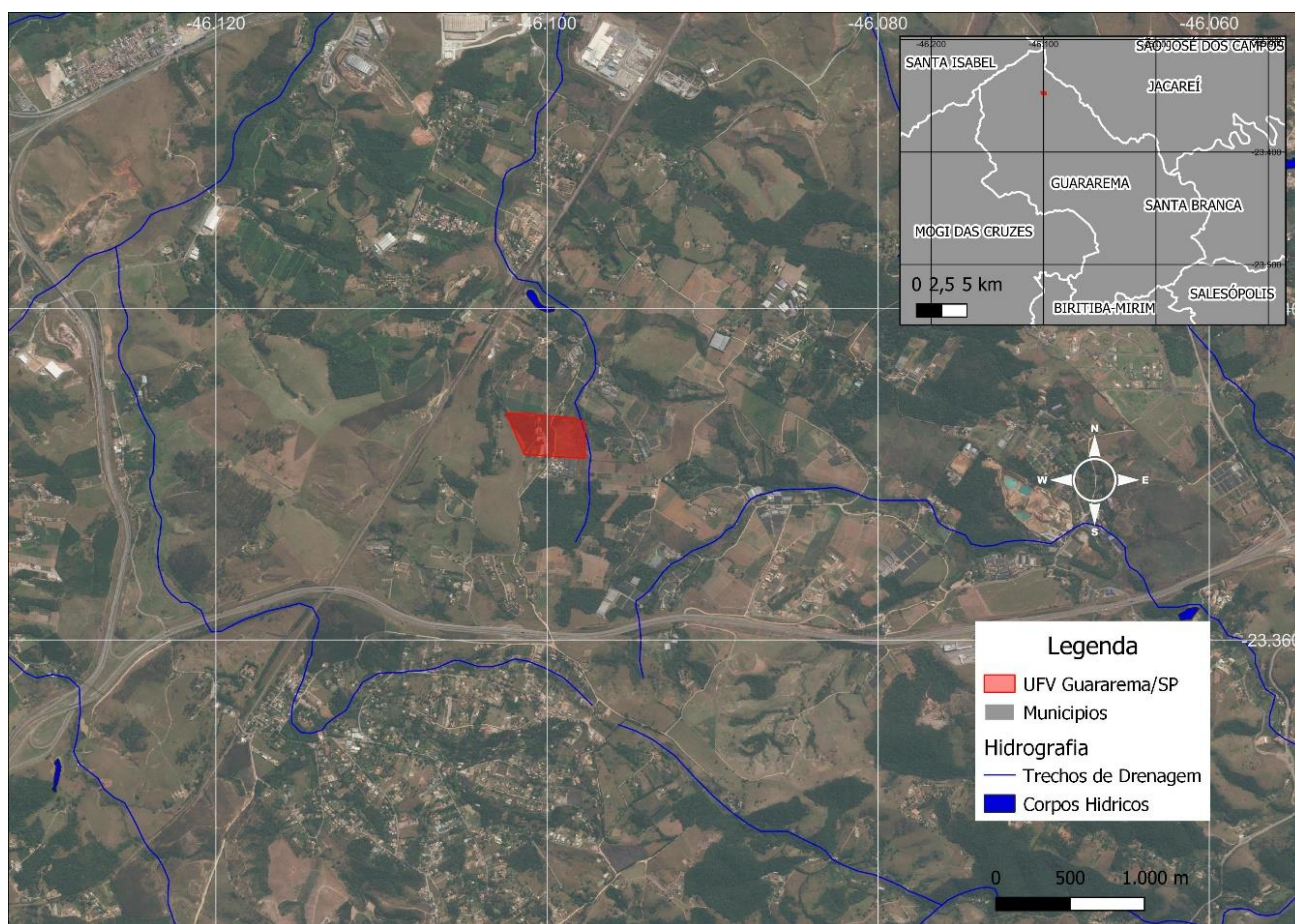 -46.120
-46.100
-46.080
-46.060
-46.200
-46.100
SÃO JOSÉ DOS CAMPOS
SANTA ISABEL
JACAREÍ
-23.400
GUARAREMA
SANTA BRANCA
MOGI DAS CRUZES
-23.500
0 2,5 5 km
SALESÓPOLIS
BIRITIBA-MIRIM
N
W
E
S
-23.360
Legenda
UFV Guararema/SP
Municipios
Hidrografia
Trechos de Drenagem
Corpos Hídricos
0 500 1.000 m